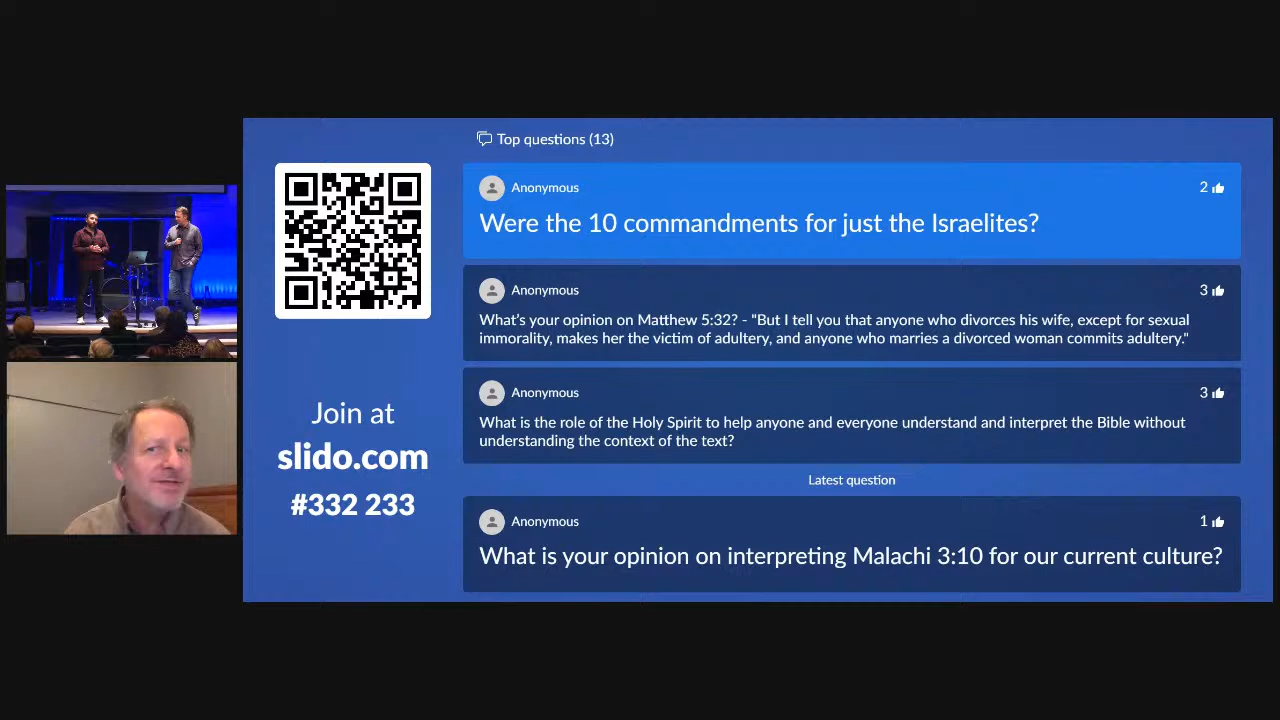 Top questions (13)
Anonymous
2
Were the 10 commandments for just the Israelites?
Anonymous
3
What's your opinion on Matthew 5:32? - "But I tell you that anyone who divorces his wife, except for sexual
immorality, makes her the victim of adultery, and anyone who marries a divorced woman commits adultery."
Anonymous
3
What is the role of the Holy Spirit to help anyone and everyone understand and interpret the Bible without
understanding the context of the text?
Latest question
Anonymous
1
What is your opinion on interpreting Malachi 3:10 for our current culture?
Join at
slido.com
#332 233